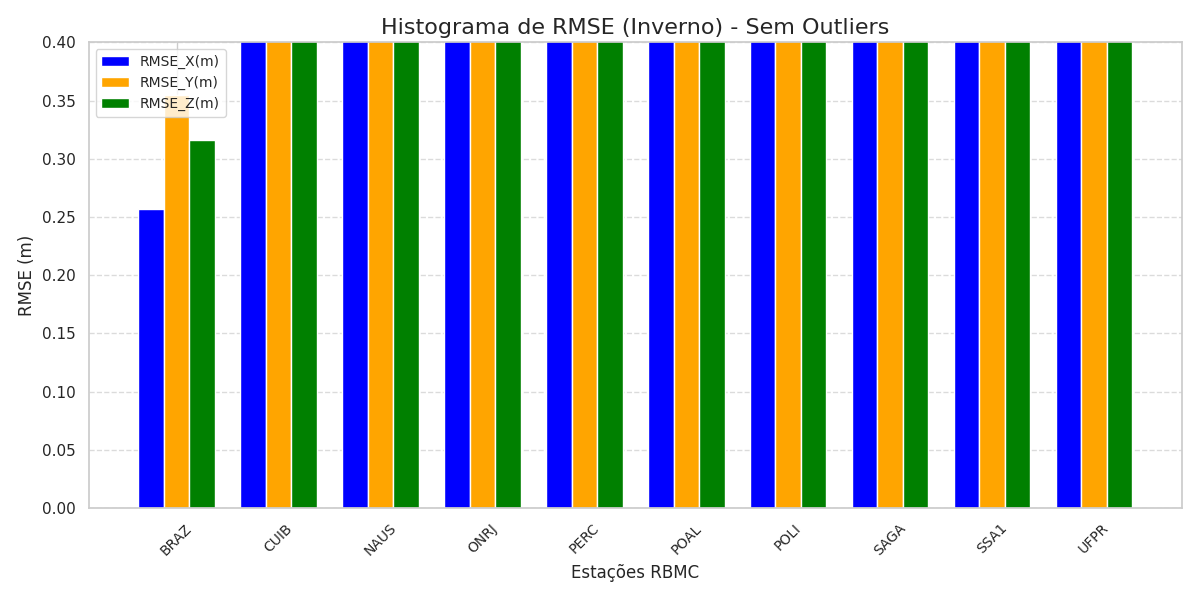 Histograma de RMSE (Inverno) - Sem Outliers
RMSE_X(m)
RMSE_Y(m)
RMSE_Z(m)
0.40
0.35
0.30
0.25
0.20
0.15
0.10
0.05
0.00
RMSE (m)
BRAZ
CUIB
NAUS
ONRJ
PERC
POAL
POLI
SAGA
SSA1
UFPR
Estações RBMC